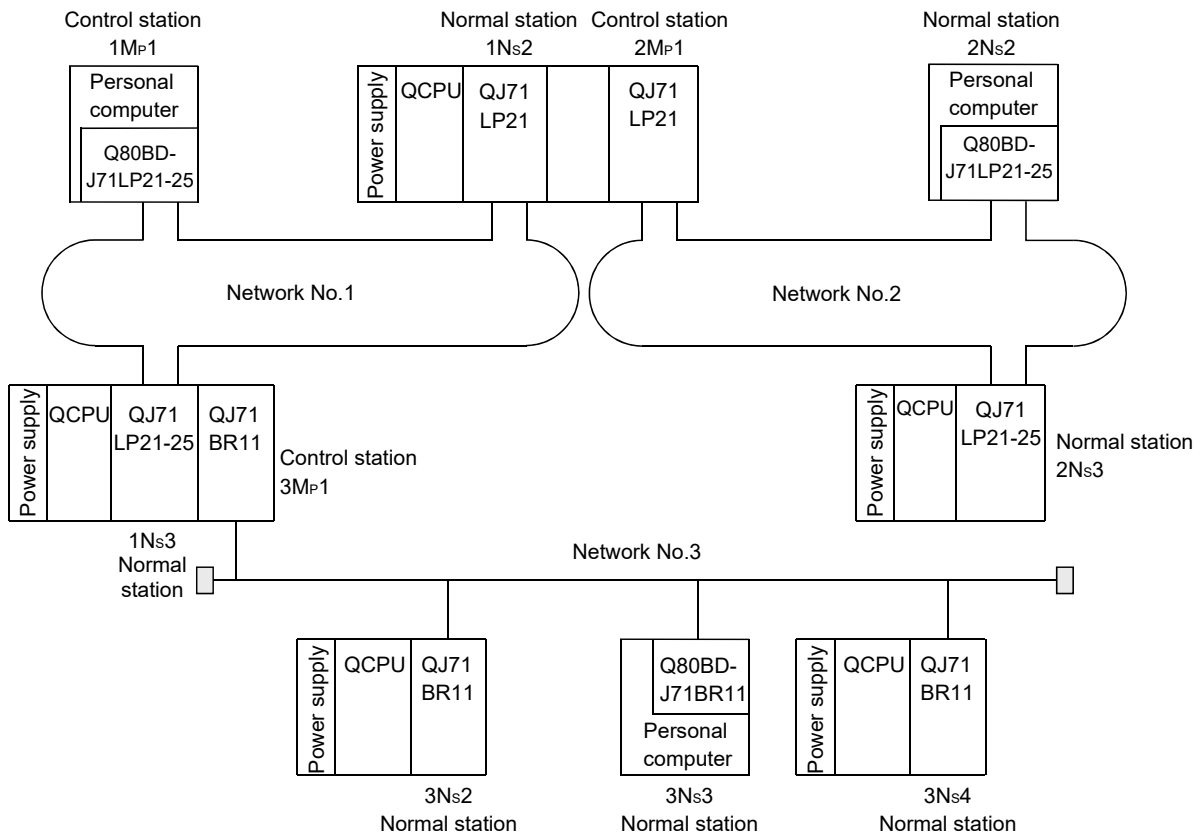 Control station
1MP1
Normal station
1NS2
Control station
2MP1
Normal station
2NS2
Personal
computer
Q80BD-
J71LP21-25
Power supply
QCPU
QJ71
LP21
QJ71
LP21
Personal
computer
Q80BD-
J71LP21-25
Network No.1
Network No.2
Power supply
QCPU
QJ71
LP21-25
QJ71
BR11
Control station
3MP1
1NS3
Normal
station
Power supply
QCPU
QJ71
LP21-25
Normal station
2NS3
Network No.3
Power supply
QCPU
QJ71
BR11
3NS2
Normal station
Q80BD-
J71BR11
Personal
computer
3NS3
Normal station
Power supply
QCPU
QJ71
BR11
3NS4
Normal station